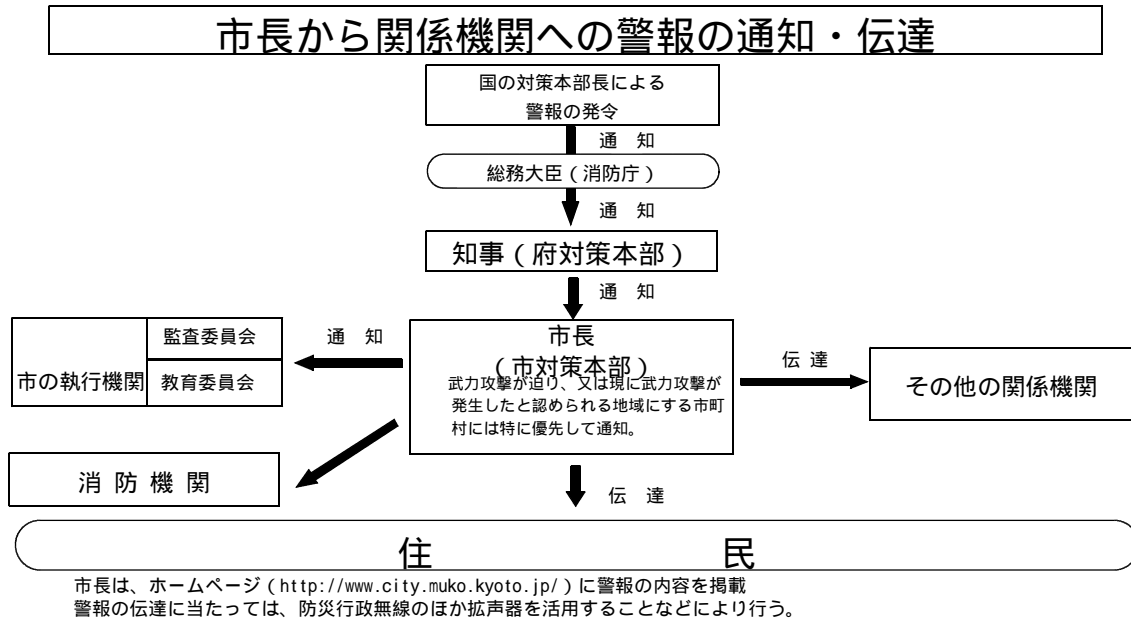 市長から関係機関への警報の通知・伝達
国の対策本部長による
警報の発令
通 知
総務大臣(消防庁)
通 知
知事(府対策本部)
通 知
市の執行機関
監査委員会
教育委員会
通 知
市長
(市対策本部)
武力攻撃が迫り、又は現に武力攻撃が
発生したと認められる地域にする市町
村には特に優先して通知。
伝 達
その他の関係機関
消 防 機 関
伝 達
住 民
市長は、ホームページ(http://www.city.muko.kyoto.jp/)に警報の内容を掲載
警報の伝達に当たっては、防災行政無線のほか拡声器を活用することなどにより行う。